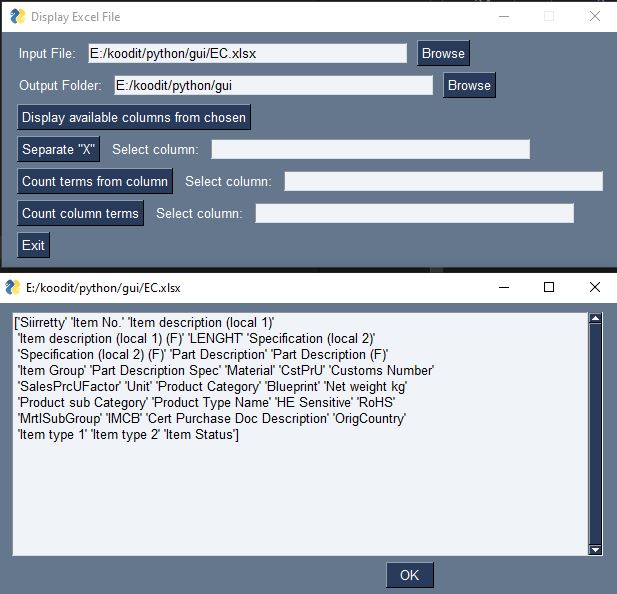 Display Excel File
Input File: E:/koodit/python/gui/EC.xlsx Browse
Output Folder: E:/koodit/python/gui Browse
Display available columns from chosen
Separate "X" Select column:
Count terms from column Select column:
Count column terms Select column:
Exit
E:/koodit/python/gui/EC.xlsx
['Siirretty' 'Item No.' 'Item description (local 1)'
'Item description (local 1) (F)' 'LENGHT' 'Specification (local 2)'
'Specification (local 2) (F)' 'Part Description' 'Part Description (F)'
'Item Group' 'Part Description Spec' 'Material' 'CstPrU' 'Customs Number'
'SalesPrcUFactor' 'Unit' 'Product Category' 'Blueprint' 'Net weight kg'
'Product sub Category' 'Product Type Name' 'HE Sensitive' 'RoHS'
'MrtlSubGroup' 'IMCB' 'Cert Purchase Doc Description' 'OrigCountry'
'Item type 1' 'Item type 2' 'Item Status']
OK